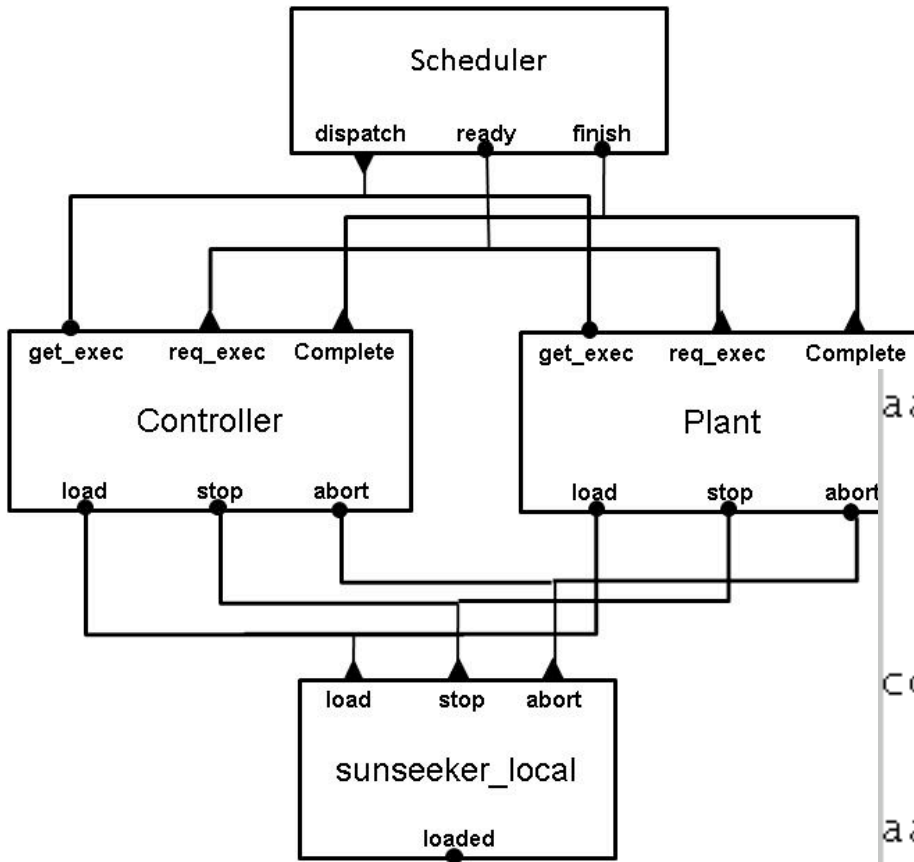 Scheduler
dispatch ready finish
get_exec req_exec Complete
get_exec req_exec Complete
Controller
Plant
load stop abort
load stop abort
load stop abort
sunseeker_local
loaded